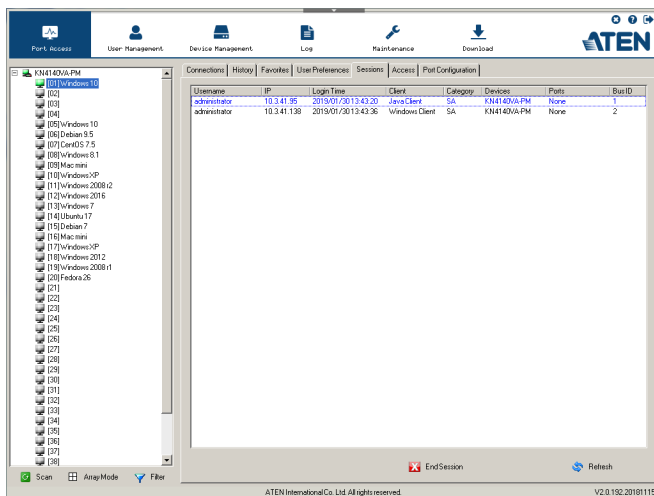 Port Access
User Management
Device Management
Log
Maintenance
Download
ATEN
KN4140VA-PM
[01]Windows 10
[02]
[03]
[04]
[05]Windows 10
[06]Debian 9.5
[07]CentOS 7.5
[08]Windows 8.1
[09]Mac mini
[10]Windows XP
[11]Windows 2008 r2
[12]Windows 2016
[13]Windows 7
[14]Ubuntu 17
[15]Debian 7
[16]Mac mini
[17]Windows XP
[18]Windows 2012
[19]Windows 2008 r1
[20]Fedora 26
[21]
[22]
[23]
[24]
[25]
[26]
[27]
[28]
[29]
[30]
[31]
[32]
[33]
[34]
[35]
[36]
[37]
[38]
Scan Array Mode Filter
Connections History Favorites User Preferences Sessions Access Port Configuration
Username IP Login Time Client Category Devices Ports Bus ID
administrator 10.3.41.95 2019/01/30 13:43:20 Java Client SA KN4140VA-PM None 1
administrator 10.3.41.138 2019/01/30 13:43:36 Windows Client SA KN4140VA-PM None 2
End Session Refresh
ATEN International Co. Ltd. All rights reserved.
V2.0.192.20181115